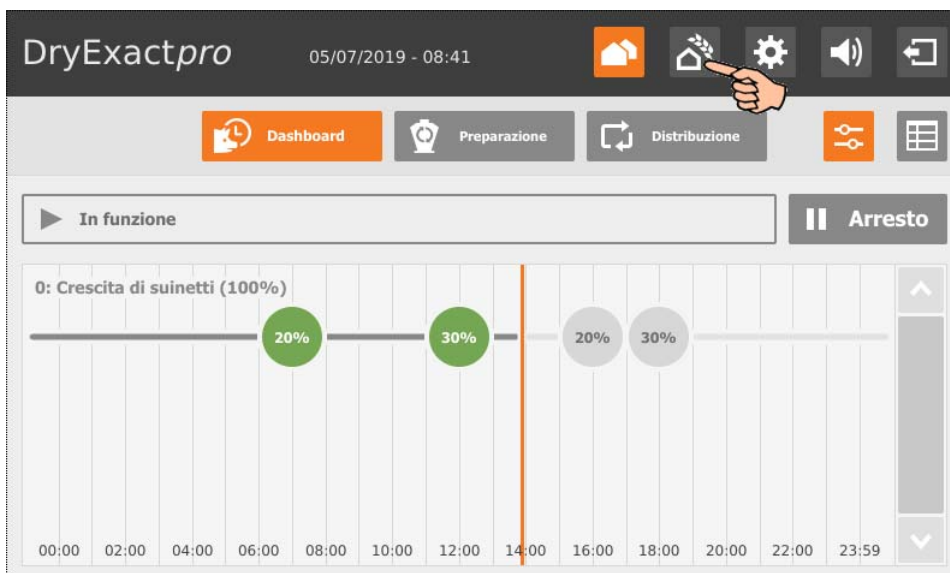 DryExactpro 05/07/2019 - 08:41
Dashboard Preparazione Distribuzione
In funzione Arresto
0: Crescita di suinetti (100%)
20% 30% 20% 30%
00:00 02:00 04:00 06:00 08:00 10:00 12:00 14:00 16:00 18:00 20:00 22:00 23:59